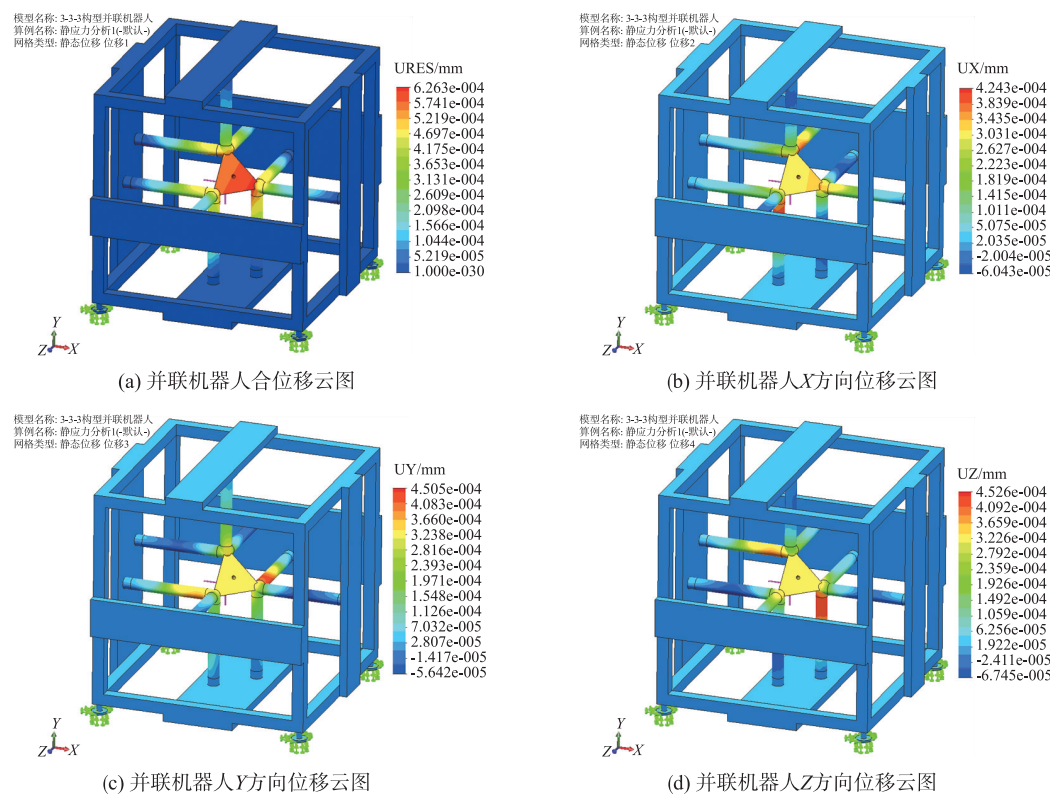 模型名称: 3-3-3构型并联机器人
算例名称: 静应力分析1(-默认-)
网格类型: 静态位移 位移1
URES/mm
6.263e-004
5.741e-004
5.219e-004
4.697e-004
4.175e-004
3.653e-004
3.131e-004
2.609e-004
2.098e-004
1.566e-004
1.044e-004
5.219e-005
1.000e-030
Y
Z
X
(a) 并联机器人合位移云图
模型名称: 3-3-3构型并联机器人
算例名称: 静应力分析1(-默认-)
网格类型: 静态位移 位移2
UX/mm
4.243e-004
3.839e-004
3.435e-004
3.031e-004
2.627e-004
2.223e-004
1.819e-004
1.415e-004
1.011e-004
5.075e-005
2.035e-005
-2.004e-005
-6.043e-005
Y
Z
X
(b) 并联机器人X方向位移云图
模型名称: 3-3-3构型并联机器人
算例名称: 静应力分析1(-默认-)
网格类型: 静态位移 位移3
UY/mm
4.505e-004
4.083e-004
3.660e-004
3.238e-004
2.816e-004
2.393e-004
1.971e-004
1.548e-004
1.126e-004
7.032e-005
2.807e-005
-1.417e-005
-5.642e-005
Y
Z
X
(c) 并联机器人Y方向位移云图
模型名称: 3-3-3构型并联机器人
算例名称: 静应力分析1(-默认-)
网格类型: 静态位移 位移4
UZ/mm
4.526e-004
4.092e-004
3.659e-004
3.226e-004
2.792e-004
2.359e-004
1.926e-004
1.492e-004
1.059e-004
6.256e-005
1.922e-005
-2.411e-005
-6.745e-005
Y
Z
X
(d) 并联机器人Z方向位移云图